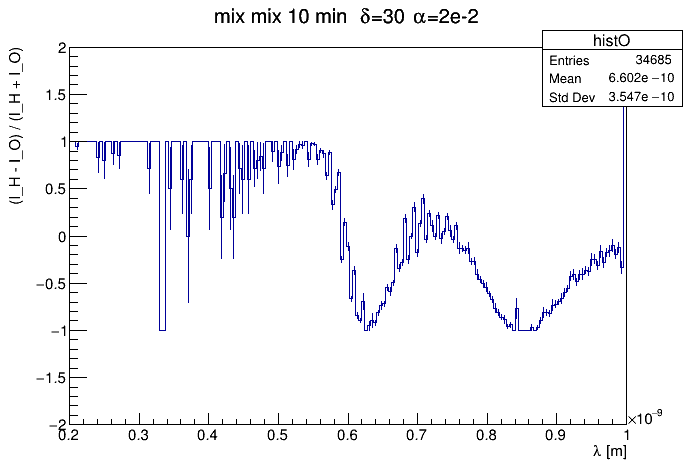 mix mix 10 min δ=30 α=2e-2
histO
Entries 34685
Mean 6.602e−10
Std Dev 3.547e−10
(I_H - I_O) / (I_H + I_O)
2
1.5
1
0.5
0
−0.5
−1
−1.5
−2
0.2 0.3 0.4 0.5 0.6 0.7 0.8 0.9 1
×10⁻⁹
λ [m]